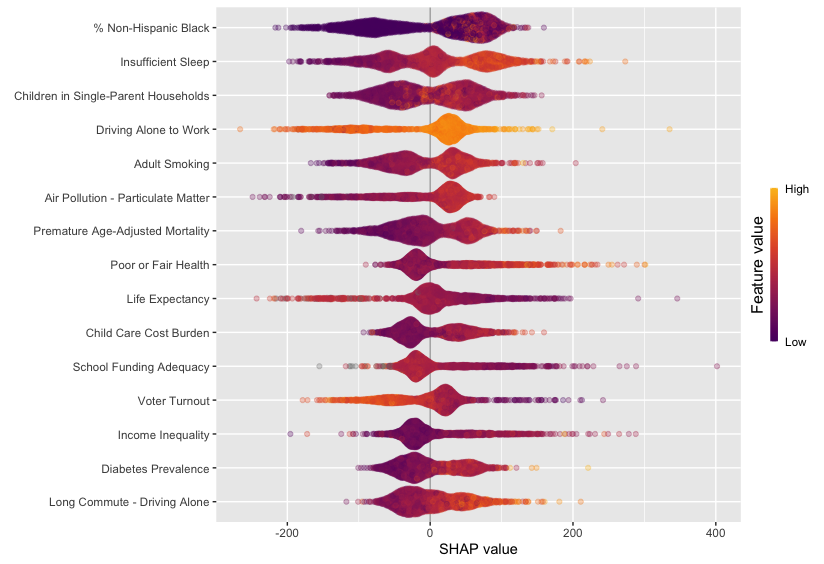 % Non-Hispanic Black
Insufficient Sleep
Children in Single-Parent Households
Driving Alone to Work
Adult Smoking
Air Pollution - Particulate Matter
Premature Age-Adjusted Mortality
Poor or Fair Health
Life Expectancy
Child Care Cost Burden
School Funding Adequacy
Voter Turnout
Income Inequality
Diabetes Prevalence
Long Commute - Driving Alone
-200 0 200 400
SHAP value
High
Feature value
Low